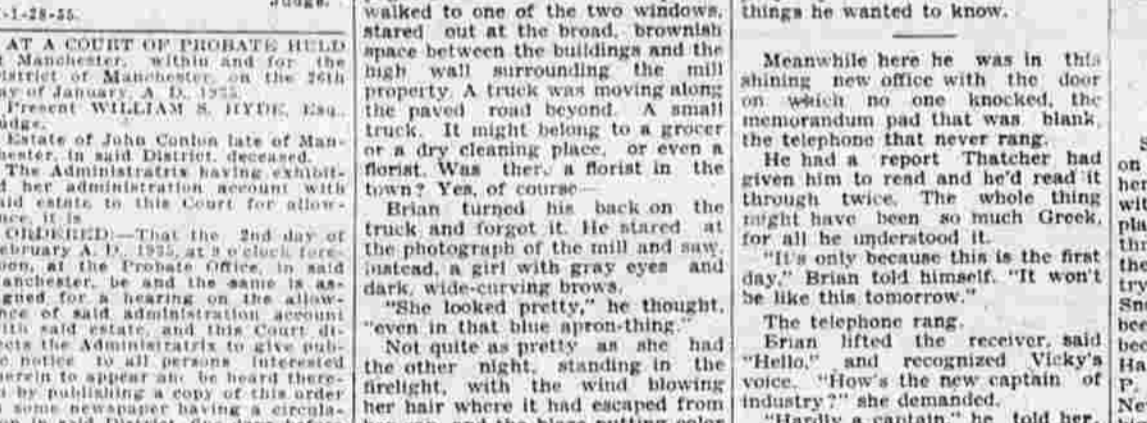 Judge.
-1-28-35.
AT A COURT OF PROBATE HELD
Manchester, within and for the
District of Manchester, on the 26th
of January, A. D., 1935.
Present WILLIAM S. HYDE, Esq.,
Judge.
Estate of John Conlon late of Man-
chester, in said District, deceased.
The Administratrix having exhibit-
her administration account with
said estate to this Court for allow-
ance, it is
ORDERED:—That the 2nd day of
February A. D., 1935, at 9 o'clock fore-
noon, at the Probate Office, in said
Manchester, be and the same is as-
signed for a hearing on the allow-
ance of said administration account
with said estate, and this Court di-
rects the Administratrix to give pub-
lic notice to all persons interested
therein to appear and be heard there-
by publishing a copy of this order
some newspaper having a circula-
in said District,
walked to one of the two windows,
stared out at the broad, brownish
space between the buildings and the
high wall surrounding the mill
property. A truck was moving along
the paved road beyond. A small
truck. It might belong to a grocer
or a dry cleaning place, or even a
florist. Was there a florist in the
town? Yes, of course—
Brian turned his back on the
truck and forgot it. He stared at
the photograph of the mill and saw,
instead, a girl with gray eyes and
dark, wide-curving brows.
"She looked pretty," he thought,
"even in that blue apron-thing."
Not quite as pretty as she had
the other night, standing in the
firelight, with the wind blowing
her hair where it had escaped from
and the blaze putting color
things he wanted to know.
Meanwhile here he was in this
shining new office with the door
on which no one knocked, the
memorandum pad that was blank,
the telephone that never rang.
He had a report Thatcher had
given him to read and he'd read it
through twice. The whole thing
might have been so much Greek,
for all he understood it.
"It's only because this is the first
day," Brian told himself. "It won't
be like this tomorrow."
The telephone rang.
Brian lifted the receiver, said
"Hello," and recognized Vicky's
voice. "How's the new captain of
industry?" she demanded.
"Hardly a captain," he told her,